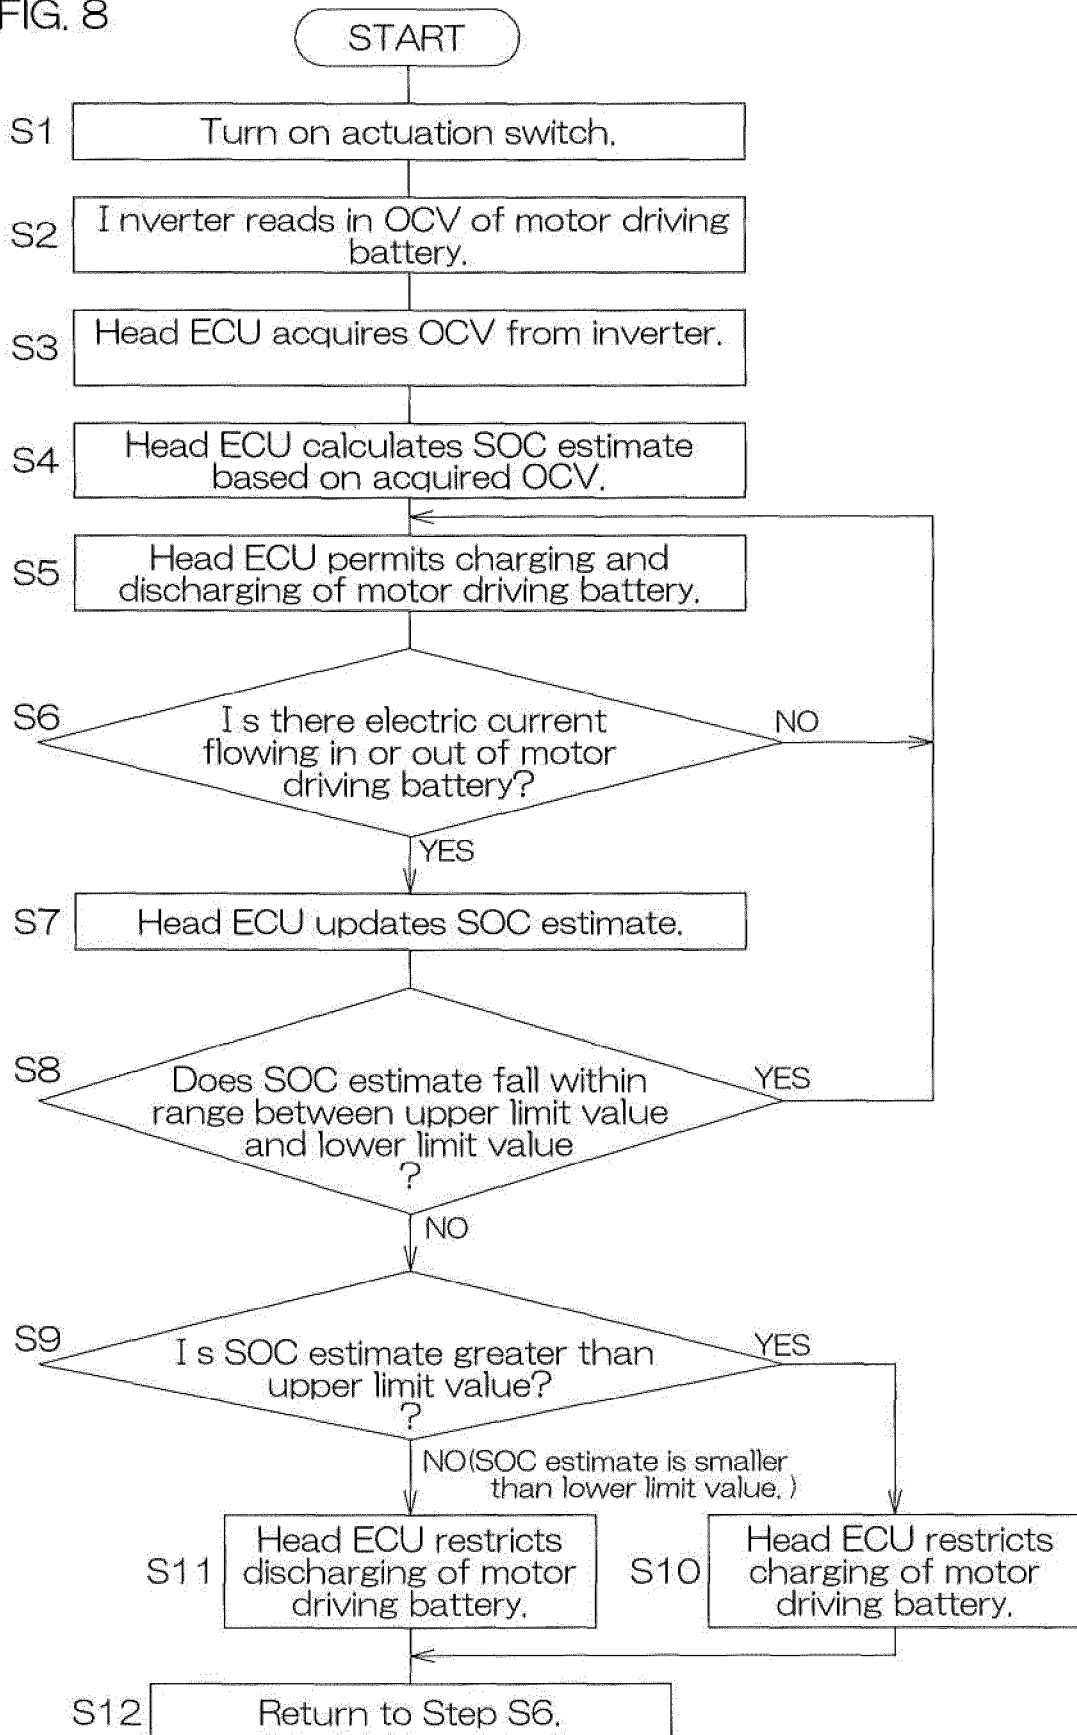 FIG. 8
START
S1
Turn on actuation switch.
S2
Inverter reads in OCV of motor driving
battery.
S3
Head ECU acquires OCV from inverter.
S4
Head ECU calculates SOC estimate
based on acquired OCV.
S5
Head ECU permits charging and
discharging of motor driving battery.
S6
Is there electric current
flowing in or out of motor
driving battery?
NO
YES
S7
Head ECU updates SOC estimate.
S8
Does SOC estimate fall within
range between upper limit value
and lower limit value
?
YES
NO
S9
Is SOC estimate greater than
upper limit value?
?
YES
NO(SOC estimate is smaller
than lower limit value.)
S11
Head ECU restricts
discharging of motor
driving battery.
S10
Head ECU restricts
charging of motor
driving battery.
S12
Return to Step S6.